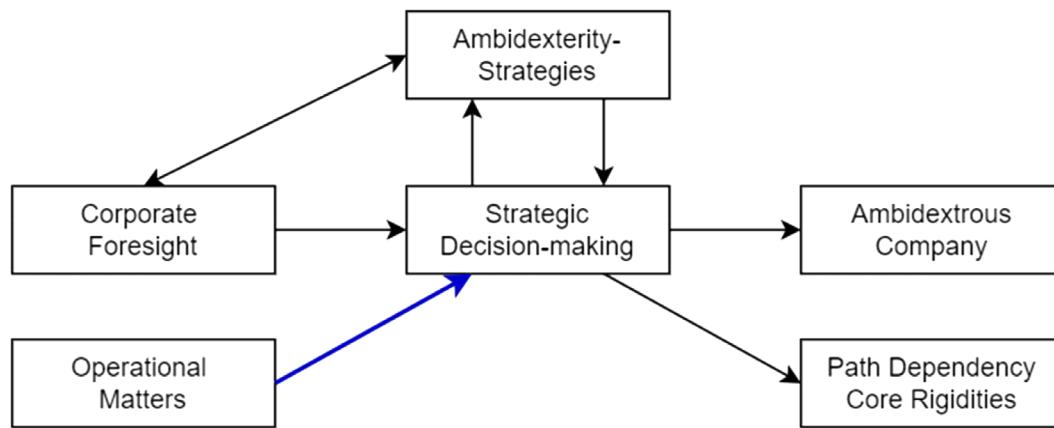 Ambidexterity-
Strategies
Corporate
Foresight
Strategic
Decision-making
Ambidextrous
Company
Operational
Matters
Path Dependency
Core Rigidities